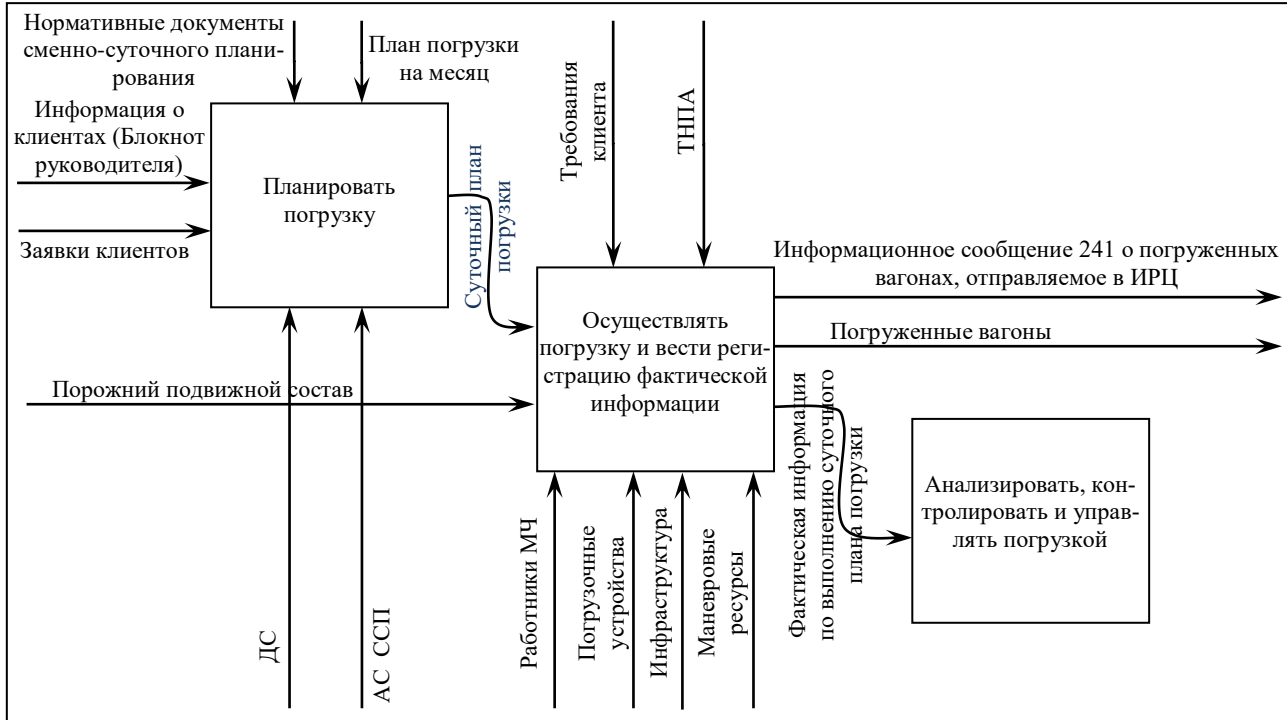 Нормативные документы
сменно-суточного плани-
рования
План погрузки
на месяц
Информация о
клиентах (Блокнот
руководителя)
Заявки клиентов
Планировать
погрузку
Суточный план
погрузки
Требования
клиента
ТНПА
Информационное сообщение 241 о погруженных
вагонах, отправляемое в ИРЦ
Погруженные вагоны
Осуществлять
погрузку и вести реги-
страцию фактической
информации
Порожний подвижной состав
Фактическая информация
по выполнению суточного
плана погрузки
Анализировать, кон-
тролировать и управ-
лять погрузкой
ДС
АС ССП
Работники МЧ
Погрузочные
устройства
Инфраструктура
Маневровые
ресурсы